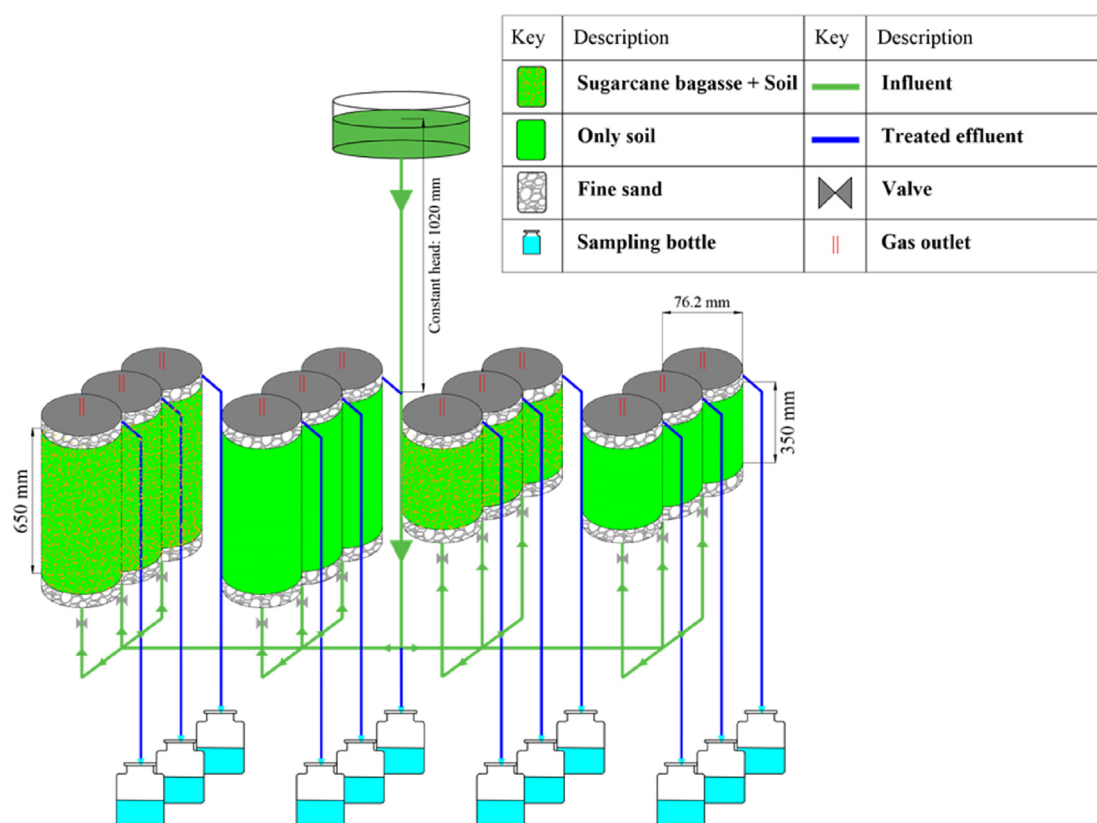 Key Description Key Description
Sugarcane bagasse + Soil Influent
Only soil Treated effluent
Fine sand Valve
Sampling bottle Gas outlet
Constant head: 1020 mm
76.2 mm
350 mm
650 mm